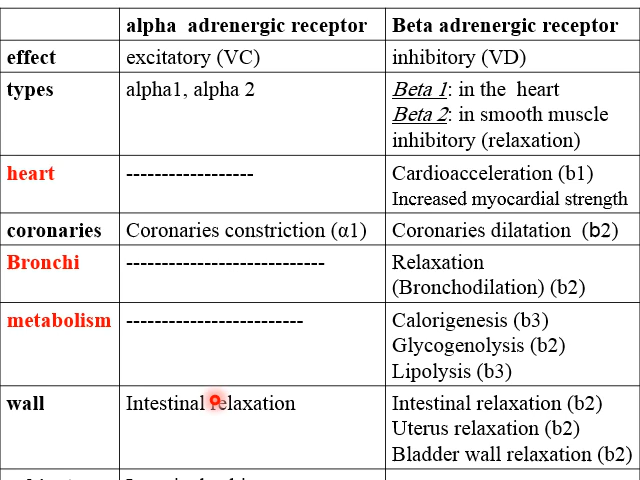 alpha adrenergic receptor
Beta adrenergic receptor
effect
excitatory (VC)
inhibitory (VD)
types
alpha1, alpha 2
Beta 1: in the heart
Beta 2: in smooth muscle
inhibitory (relaxation)
heart
------------------
Cardioacceleration (b1)
Increased myocardial strength
coronaries
Coronaries constriction (α1)
Coronaries dilatation (b2)
Bronchi
----------------------------
Relaxation
(Bronchodilation) (b2)
metabolism
-------------------------
Calorigenesis (b3)
Glycogenolysis (b2)
Lipolysis (b3)
wall
Intestinal relaxation
Intestinal relaxation (b2)
Uterus relaxation (b2)
Bladder wall relaxation (b2)